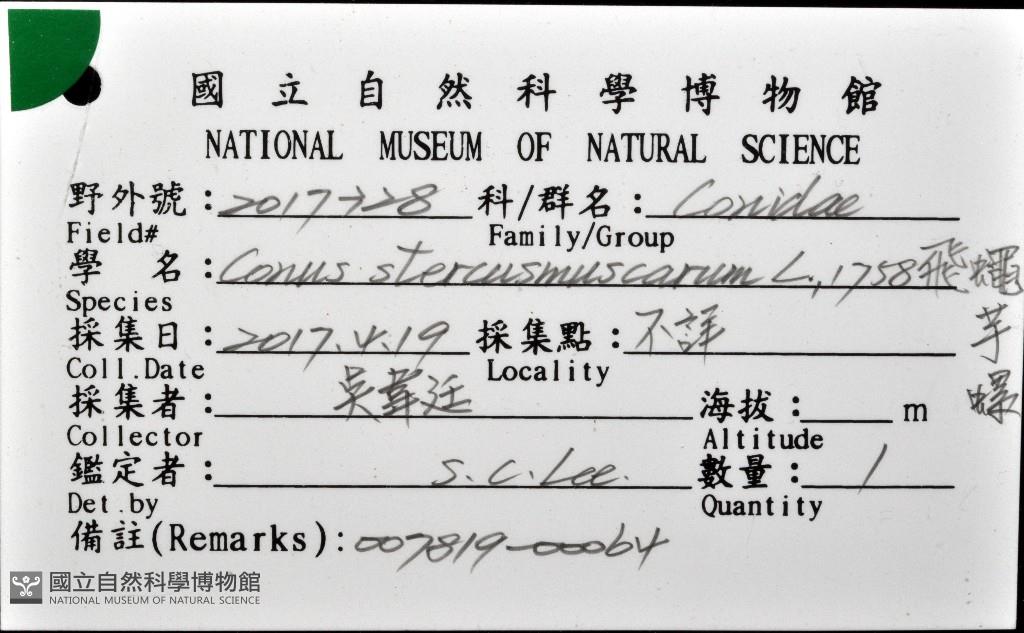 國立自然科學博物館
NATIONAL MUSEUM OF NATURAL SCIENCE
野外號：2017-228 科/群名：Conidae
Field# Family/Group
學 名：Conus stercusmuscarum L., 1758 飛蠅芋螺
Species
採集日：2017.4.19 採集點：不詳
Coll.Date Locality
採集者：吳韋廷 海拔： m
Collector Altitude
鑑定者：S.C.Lee. 數量：1
Det.by Quantity
備註(Remarks)：007819-00064
國立自然科學博物館
NATIONAL MUSEUM OF NATURAL SCIENCE